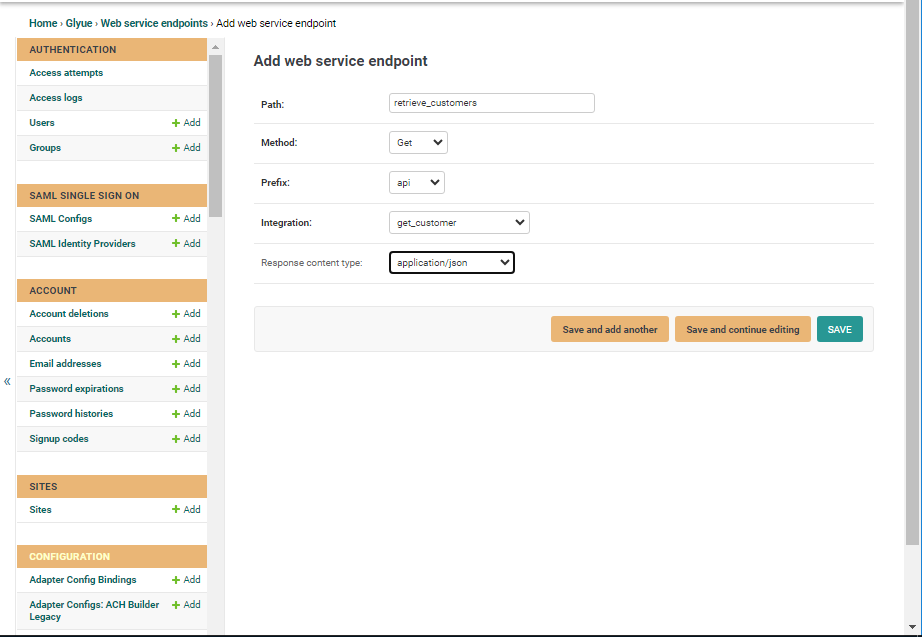 Home › Glyue › Web service endpoints › Add web service endpoint
AUTHENTICATION
Access attempts
Access logs
Users + Add
Groups + Add
SAML SINGLE SIGN ON
SAML Configs + Add
SAML Identity Providers + Add
ACCOUNT
Account deletions + Add
Accounts + Add
Email addresses + Add
Password expirations + Add
Password histories + Add
Signup codes + Add
SITES
Sites + Add
CONFIGURATION
Adapter Config Bindings + Add
Adapter Configs: ACH Builder + Add
Legacy
«
Add web service endpoint
Path: retrieve_customers
Method: Get
Prefix: api
Integration: get_customer
Response content type: application/json
Save and add another Save and continue editing SAVE